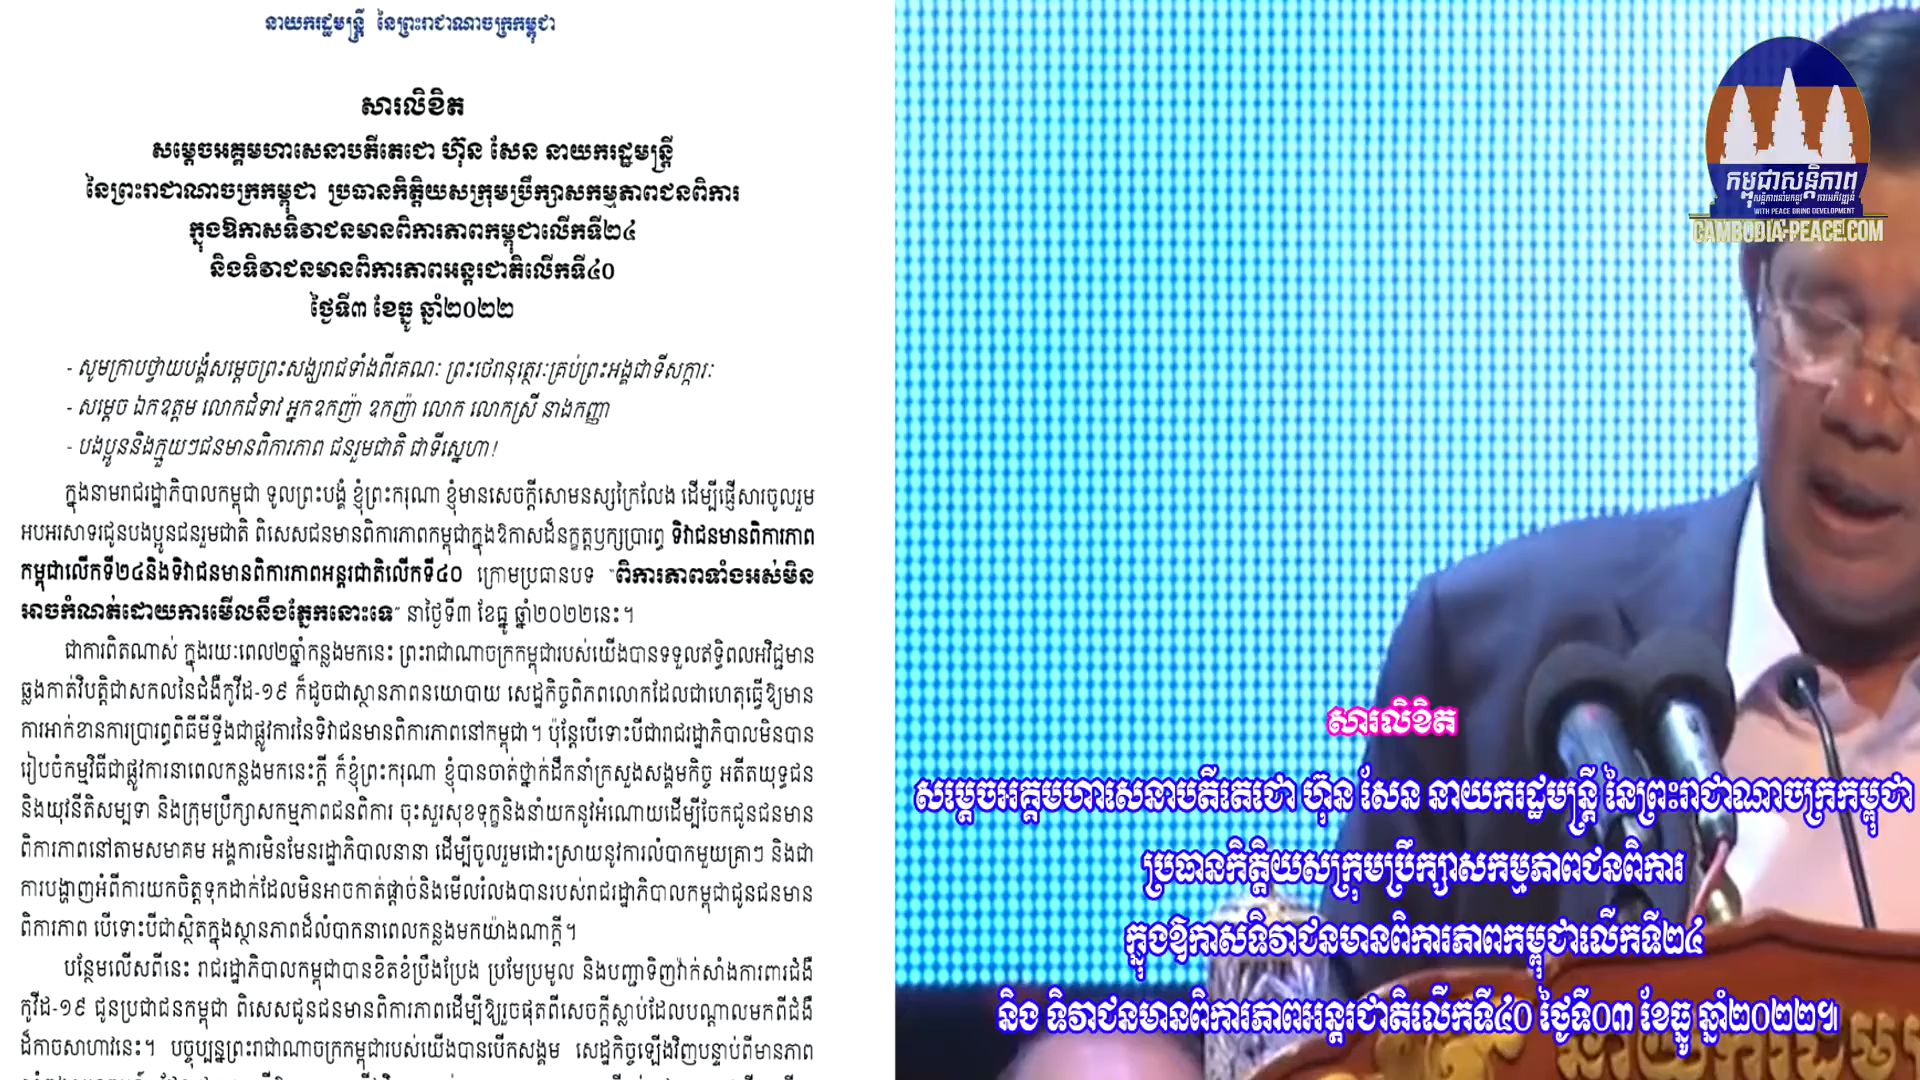 នាយករដ្ឋមន្ត្រី នៃព្រះរាជាណាចក្រកម្ពុជា
សារលិខិត
សម្តេចអគ្គមហាសេនាបតីតេជោ ហ៊ុន សែន នាយករដ្ឋមន្ត្រី
នៃព្រះរាជាណាចក្រកម្ពុជា ប្រធានកិត្តិយសក្រុមប្រឹក្សាសកម្មភាពជនពិការ
ក្នុងឱកាសទិវាជនមានពិការភាពកម្ពុជាលើកទី២៤
និងទិវាជនមានពិការភាពអន្តរជាតិលើកទី៤០
ថ្ងៃទី៣ ខែធ្នូ ឆ្នាំ២០២២
- សូមក្រាបថ្វាយបង្គំសម្តេចព្រះសង្ឃរាជទាំងពីរគណៈ ព្រះថេរានុត្ថេរៈគ្រប់ព្រះអង្គជាទីសក្ការៈ
- សម្តេច ឯកឧត្តម លោកជំទាវ អ្នកឧកញ៉ា ឧកញ៉ា លោក លោកស្រី នាងកញ្ញា
- បងប្អូននិងក្មួយៗជនមានពិការភាព ជនរួមជាតិ ជាទីស្នេហា!
ក្នុងនាមរាជរដ្ឋាភិបាលកម្ពុជា ទូលព្រះបង្គំ ខ្ញុំព្រះករុណា ខ្ញុំមានសេចក្តីសោមនស្សក្រៃលែង ដើម្បីផ្ញើសារចូលរួម
អបអរសាទរជូនបងប្អូនជនរួមជាតិ ពិសេសជនមានពិការភាពកម្ពុជាក្នុងឱកាសដ៏នក្ខត្តឫក្សប្រារព្ធ ទិវាជនមានពិការភាព
កម្ពុជាលើកទី២៤និងទិវាជនមានពិការភាពអន្តរជាតិលើកទី៤០ ក្រោមប្រធានបទ "ពិការភាពទាំងអស់មិន
អាចកំណត់ដោយការមើលនឹងភ្នែកនោះទេ" នាថ្ងៃទី៣ ខែធ្នូ ឆ្នាំ២០២២នេះ។
ជាការពិតណាស់ ក្នុងរយៈពេល២ឆ្នាំកន្លងមកនេះ ព្រះរាជាណាចក្រកម្ពុជារបស់យើងបានទទួលឥទ្ធិពលអវិជ្ជមាន
ឆ្លងកាត់វិបត្តិជាសកលនៃជំងឺកូវីដ-១៩ ក៏ដូចជាស្ថានភាពនយោបាយ សេដ្ឋកិច្ចពិភពលោកដែលជាហេតុធ្វើឱ្យមាន
ការអាក់ខានការប្រារព្ធពិធីមីទ្ទីងជាផ្លូវការនៃទិវាជនមានពិការភាពនៅកម្ពុជា។ ប៉ុន្តែបើទោះបីជារាជរដ្ឋាភិបាលមិនបាន
រៀបចំកម្មវិធីជាផ្លូវការនាពេលកន្លងមកនេះក្តី ក៏ខ្ញុំព្រះករុណា ខ្ញុំបានចាត់ថ្នាក់ដឹកនាំក្រសួងសង្គមកិច្ច អតីតយុទ្ធជន
និងយុវនីតិសម្បទា និងក្រុមប្រឹក្សាសកម្មភាពជនពិការ ចុះសួរសុខទុក្ខនិងនាំយកនូវអំណោយដើម្បីចែកជូនជនមាន
ពិការភាពនៅតាមសមាគម អង្គការមិនមែនរដ្ឋាភិបាលនានា ដើម្បីចូលរួមដោះស្រាយនូវការលំបាកមួយគ្រាៗ និងជា
ការបង្ហាញអំពីការយកចិត្តទុកដាក់ដែលមិនអាចកាត់ផ្តាច់និងមើលរំលងបានរបស់រាជរដ្ឋាភិបាលកម្ពុជាជូនជនមាន
ពិការភាព បើទោះបីជាស្ថិតក្នុងស្ថានភាពដ៏លំបាកនាពេលកន្លងមកយ៉ាងណាក្តី។
បន្ថែមលើសពីនេះ រាជរដ្ឋាភិបាលកម្ពុជាបានខិតខំប្រឹងប្រែង ប្រមែប្រមូល និងបញ្ជាទិញវ៉ាក់សាំងការពារជំងឺ
កូវីដ-១៩ ជូនប្រជាជនកម្ពុជា ពិសេសជូនជនមានពិការភាពដើម្បីឱ្យរួចផុតពីសេចក្តីស្លាប់ដែលបណ្តាលមកពីជំងឺ
ដ៏កាចសាហាវនេះ។ បច្ចុប្បន្នព្រះរាជាណាចក្រកម្ពុជារបស់យើងបានបើកសង្គម សេដ្ឋកិច្ចឡើងវិញបន្ទាប់ពីមានភាព
កម្ពុជាសន្តិភាព
សន្តិភាពនាំមកនូវ ការអភិវឌ្ឍន៍
WITH PEACE BRING DEVELOPMENT
CAMBODIA-PEACE.COM
សារលិខិត
សម្តេចអគ្គមហាសេនាបតីតេជោ ហ៊ុន សែន នាយករដ្ឋមន្ត្រី នៃព្រះរាជាណាចក្រកម្ពុជា
ប្រធានកិត្តិយសក្រុមប្រឹក្សាសកម្មភាពជនពិការ
ក្នុងឱកាសទិវាជនមានពិការភាពកម្ពុជាលើកទី២៤
និង ទិវាជនមានពិការភាពអន្តរជាតិលើកទី៤០ ថ្ងៃទី០៣ ខែធ្នូ ឆ្នាំ២០២២៕
នាយករដ្ឋមន្ត្រី